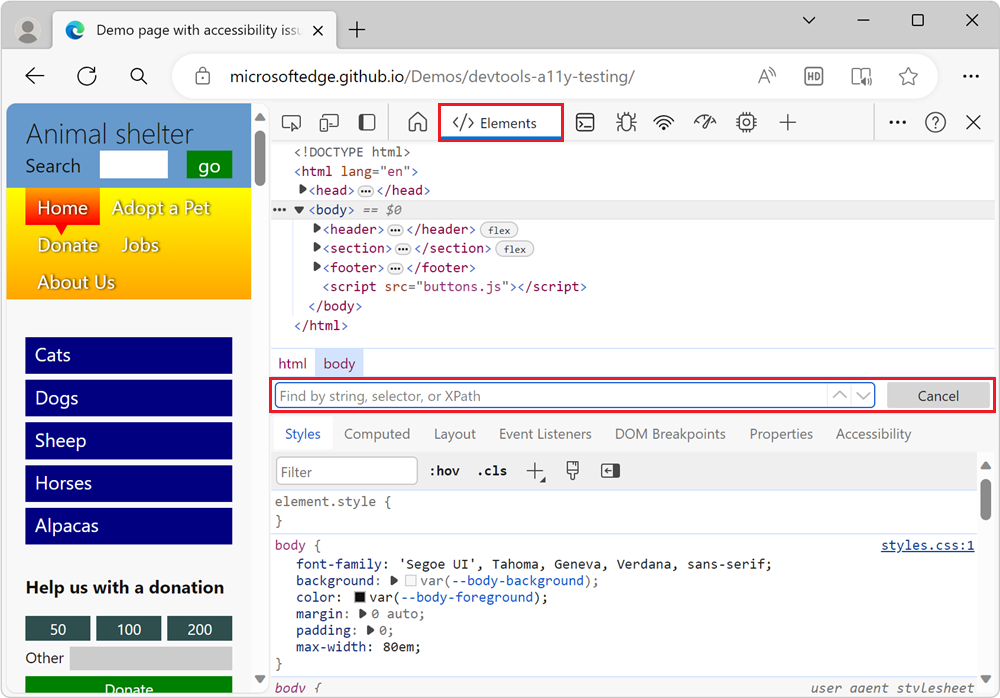 Demo page with accessibility issu
microsoftedge.github.io/Demos/devtools-a11y-testing/
HD
Animal shelter
Search
go
Home
Adopt a Pet
Donate
Jobs
About Us
Cats
Dogs
Sheep
Horses
Alpacas
Help us with a donation
50
100
200
Other
Donate
</> Elements
<!DOCTYPE html>
<html lang="en">
<head> ••• </head>
••• <body> == $0
<header> ••• </header> flex
<section> ••• </section> flex
<footer> ••• </footer>
<script src="buttons.js"></script>
</body>
</html>
html
body
Find by string, selector, or XPath
Cancel
Styles
Computed
Layout
Event Listeners
DOM Breakpoints
Properties
Accessibility
Filter
:hov
.cls
element.style {
}
body {
styles.css:1
font-family: 'Segoe UI', Tahoma, Geneva, Verdana, sans-serif;
background: var(--body-background);
color: var(--body-foreground);
margin: 0 auto;
padding: 0;
max-width: 80em;
}
body {
user agent stylesheet